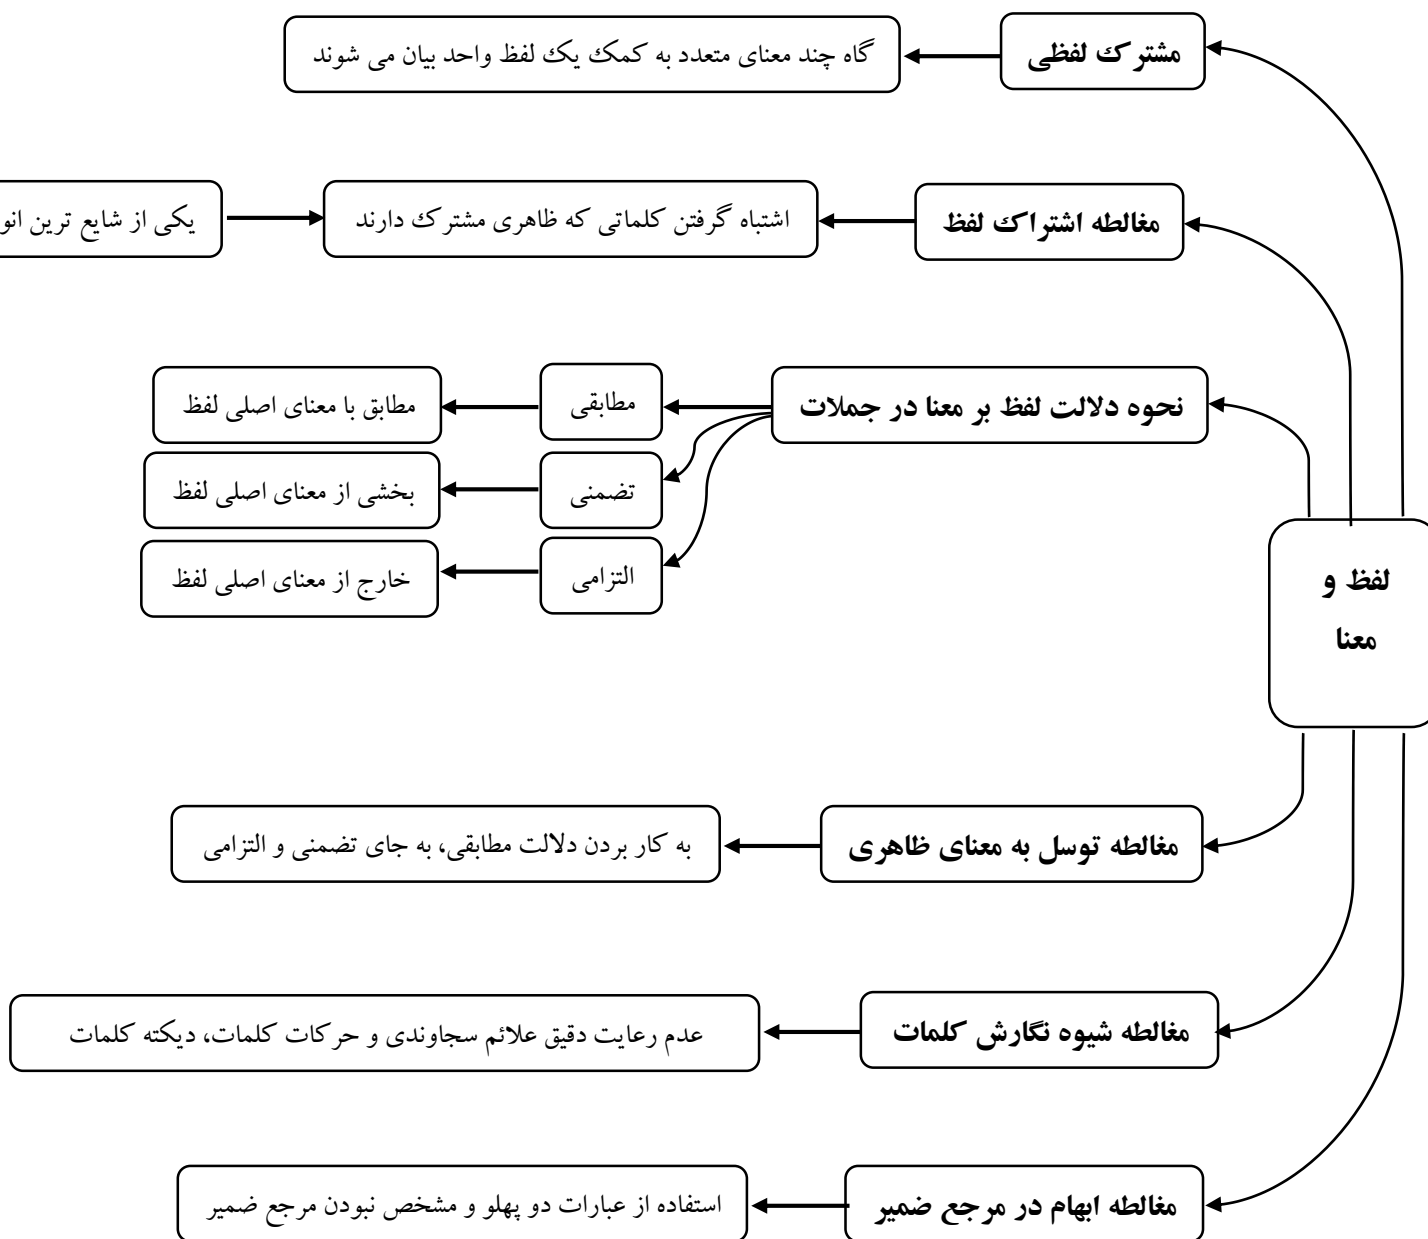 مشترک لفظی
گاه چند معنای متعدد به کمک یک لفظ واحد بیان می شوند
مغالطه اشتراک لفظ
اشتباه گرفتن کلماتی که ظاهری مشترک دارند
یکی از شایع ترین
نحوه دلالت لفظ بر معنا در جملات
مطابقی
مطابق با معنای اصلی لفظ
تضمنی
بخشی از معنای اصلی لفظ
التزامی
خارج از معنای اصلی لفظ
لفظ و
معنا
مغالطه توسل به معنای ظاهری
به کار بردن دلالت مطابقی، به جای تضمنی و التزامی
مغالطه شیوه نگارش کلمات
عدم رعایت دقیق علائم سجاوندی و حرکات کلمات، دیکته کلمات
مغالطه ابهام در مرجع ضمیر
استفاده از عبارات دو پهلو و مشخص نبودن مرجع ضمیر